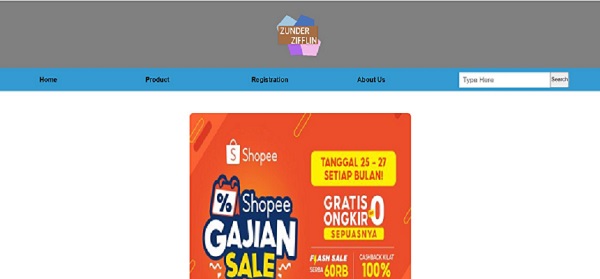 ZUNDER
ZIFFLIN
Home Product Registration About Us Type Here Search
Shopee
TANGGAL 25 - 27
SETIAP BULAN!
% Shopee
GAJIAN
SALE
GRATIS
ONGKIR 0
SEPUASNYA
FLASH SALE
SERBA 60RB
CASHBACK KILAT
100%